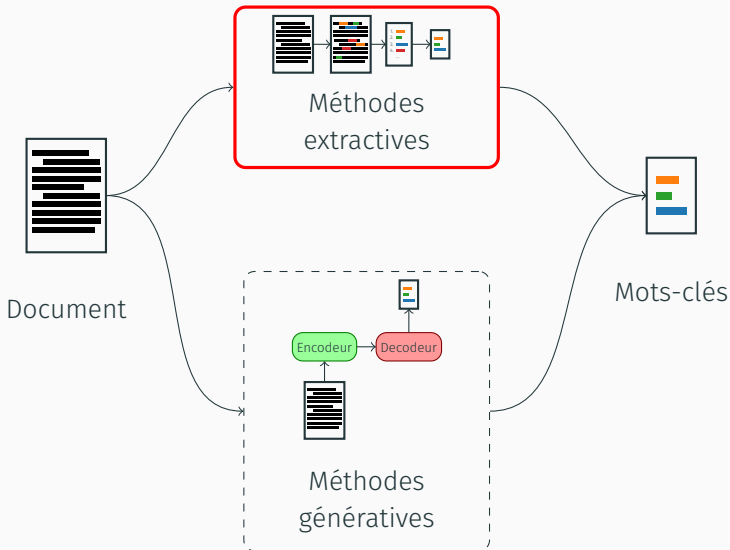 Méthodes
extractives
Document
Mots-clés
Encodeur
Decodeur
Méthodes
génératives